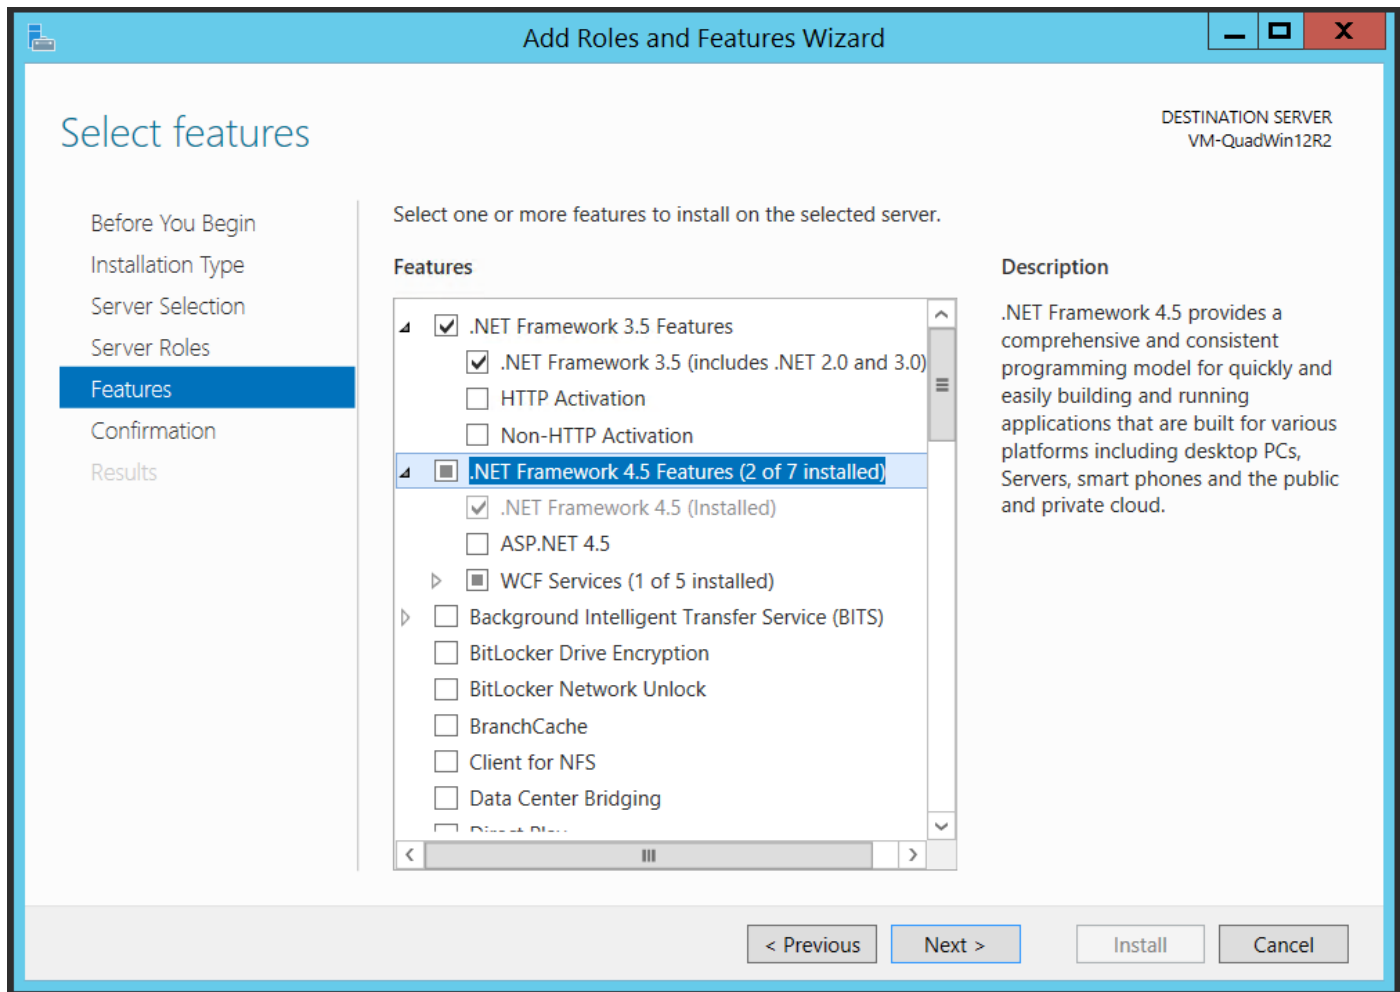 Add Roles and Features Wizard
Select features
DESTINATION SERVER
VM-QuadWin12R2
Before You Begin
Installation Type
Server Selection
Server Roles
Features
Confirmation
Results
Select one or more features to install on the selected server.
Features
.NET Framework 3.5 Features
.NET Framework 3.5 (includes .NET 2.0 and 3.0)
HTTP Activation
Non-HTTP Activation
.NET Framework 4.5 Features (2 of 7 installed)
.NET Framework 4.5 (Installed)
ASP.NET 4.5
WCF Services (1 of 5 installed)
Background Intelligent Transfer Service (BITS)
BitLocker Drive Encryption
BitLocker Network Unlock
BranchCache
Client for NFS
Data Center Bridging
Direct Play
Description
.NET Framework 4.5 provides a
comprehensive and consistent
programming model for quickly and
easily building and running
applications that are built for various
platforms including desktop PCs,
Servers, smart phones and the public
and private cloud.
< Previous
Next >
Install
Cancel